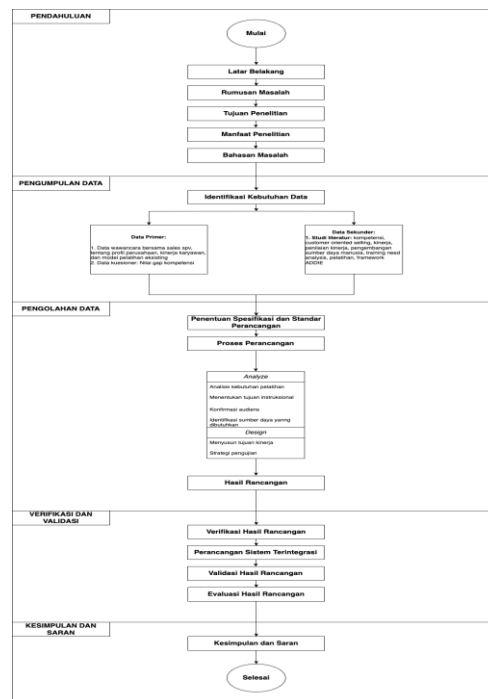 PENDAHULUAN
Mulai
Latar Belakang
Rumusan Masalah
Tujuan Penelitian
Manfaat Penelitian
Bahasan Masalah
PENGUMPULAN DATA
Identifikasi Kebutuhan Data
Data Primer:
1. Data wawancara bersama sales spv,
tentang profil perusahaan, kinerja karyawan,
dan model pelatihan eksisting
2. Data kuesioner: Nilai gap kompetensi
Data Sekunder:
1. Studi literatur: kompetensi,
customer oriented selling, kinerja,
penilaian kinerja, pengembangan
sumber daya manusia, training need
analysis, pelatihan, framework
ADDIE
PENGOLAHAN DATA
Penentuan Spesifikasi dan Standar
Perancangan
Proses Perancangan
Analyze
Analisis kebutuhan pelatihan
Menentukan tujuan instruksional
Konfirmasi audiens
Identifikasi sumber daya yanng
dibutuhkan
Design
Menyusun tujuan kinerja
Strategi pengujian
Hasil Rancangan
VERIFIKASI DAN
VALIDASI
Verifikasi Hasil Rancangan
Perancangan Sistem Terintegrasi
Validasi Hasil Rancangan
Evaluasi Hasil Rancangan
KESIMPULAN DAN
SARAN
Kesimpulan dan Saran
Selesai